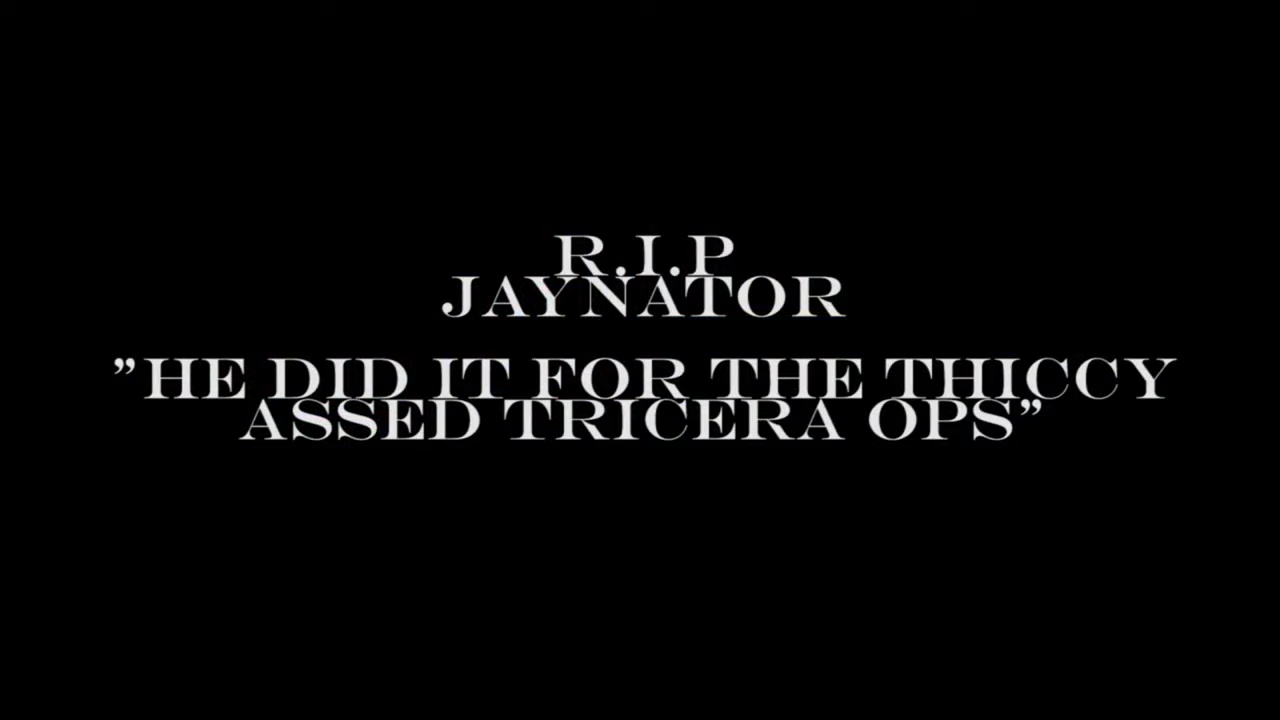 R.I.P
JAYNATOR
"HE DID IT FOR THE THICCY
ASSED TRICERA OPS"